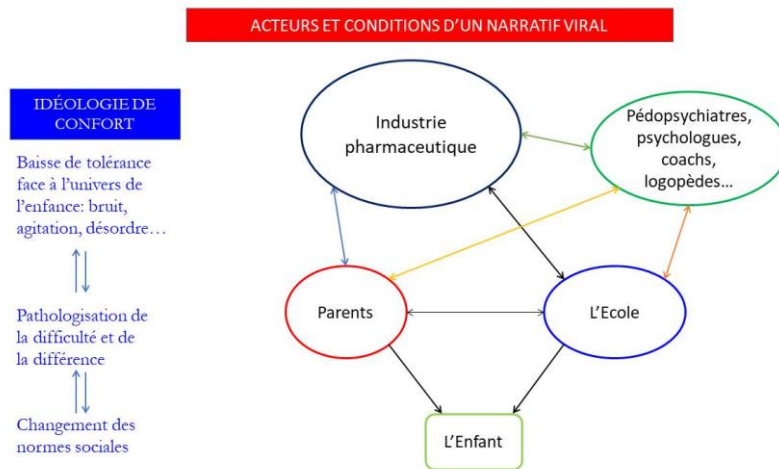 ACTEURS ET CONDITIONS D'UN NARRATIF VIRAL
IDÉOLOGIE DE
CONFORT
Baisse de tolérance
face à l'univers de
l'enfance: bruit,
agitation, désordre…
Pathologisation de
la difficulté et de
la différence
Changement des
normes sociales
Industrie
pharmaceutique
Pédopsychiatres,
psychologues,
coachs,
logopèdes…
Parents
L'Ecole
L'Enfant